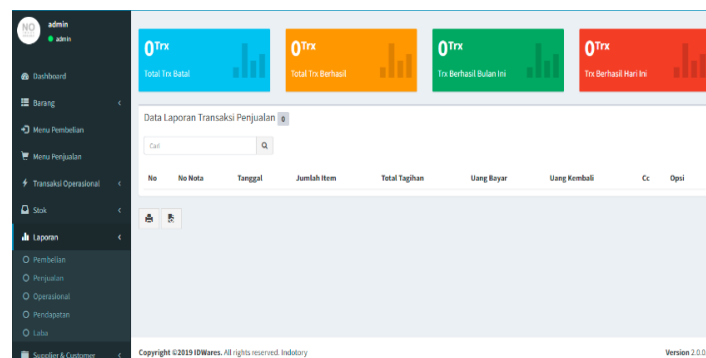 NO
admin
admin
Dashboard
Barang
Menu Pembelian
Menu Penjualan
Transaksi Operasional
Stok
Laporan
Pembelian
Penjualan
Operasional
Pendapatan
Laba
Supplier & Customer
0Trx
Total Trx Batal
0Trx
Total Trx Berhasil
0Trx
Trx Berhasil Bulan Ini
0Trx
Trx Berhasil Hari Ini
Data Laporan Transaksi Penjualan 0
Cari
No No Nota Tanggal Jumlah Item Total Tagihan Uang Bayar Uang Kembali Cc Opsi
Copyright ©2019 IDWares. All rights reserved. Indotory Version 2.0.0